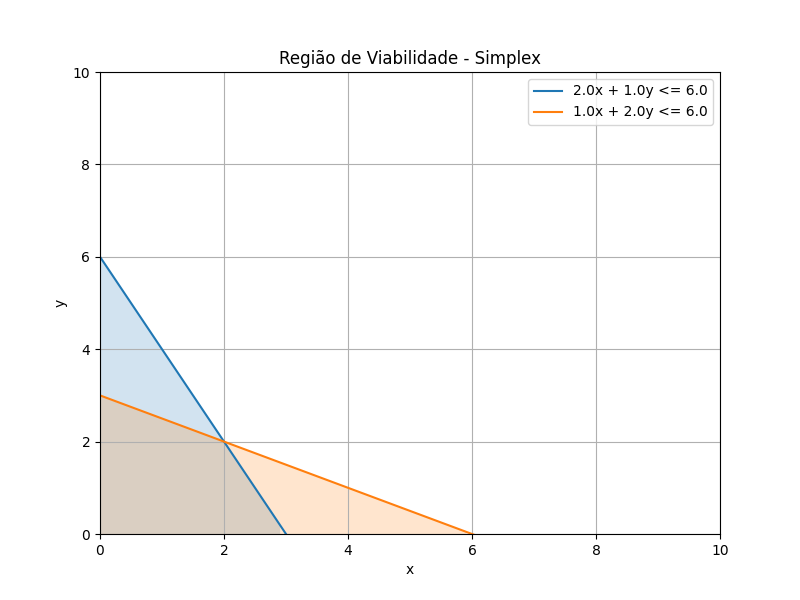 Região de Viabilidade - Simplex
2.0x + 1.0y <= 6.0
1.0x + 2.0y <= 6.0
10
8
6
4
2
0
y
0 2 4 6 8 10
x